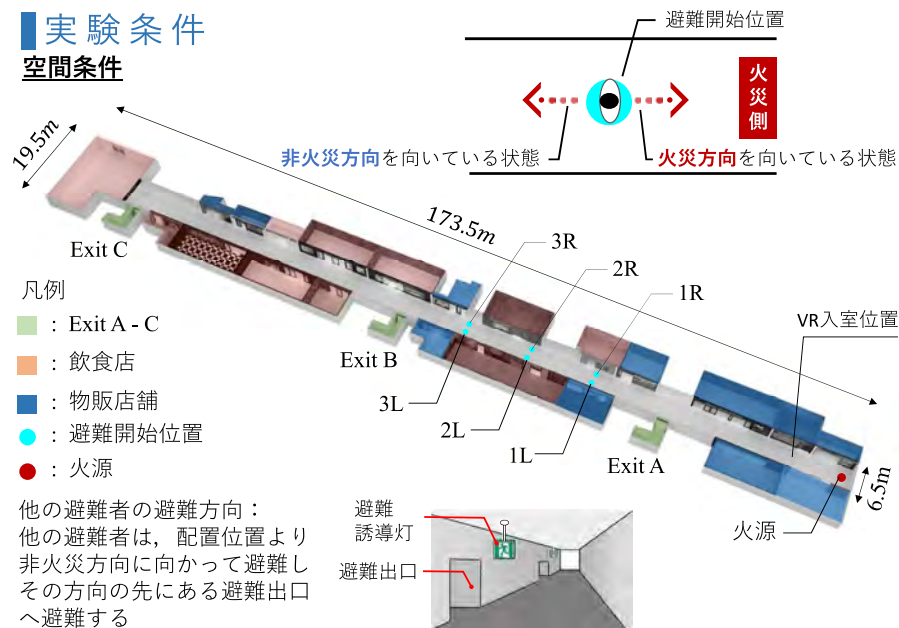 実験条件
空間条件
避難開始位置
火災側
非火災方向を向いている状態
火災方向を向いている状態
19.5m
173.5m
6.5m
Exit C
Exit B
Exit A
3R
2R
1R
3L
2L
1L
VR入室位置
火源
凡例
: Exit A - C
: 飲食店
: 物販店舗
: 避難開始位置
: 火源
他の避難者の避難方向：
他の避難者は，配置位置より
非火災方向に向かって避難し
その方向の先にある避難出口
へ避難する
避難
誘導灯
避難出口